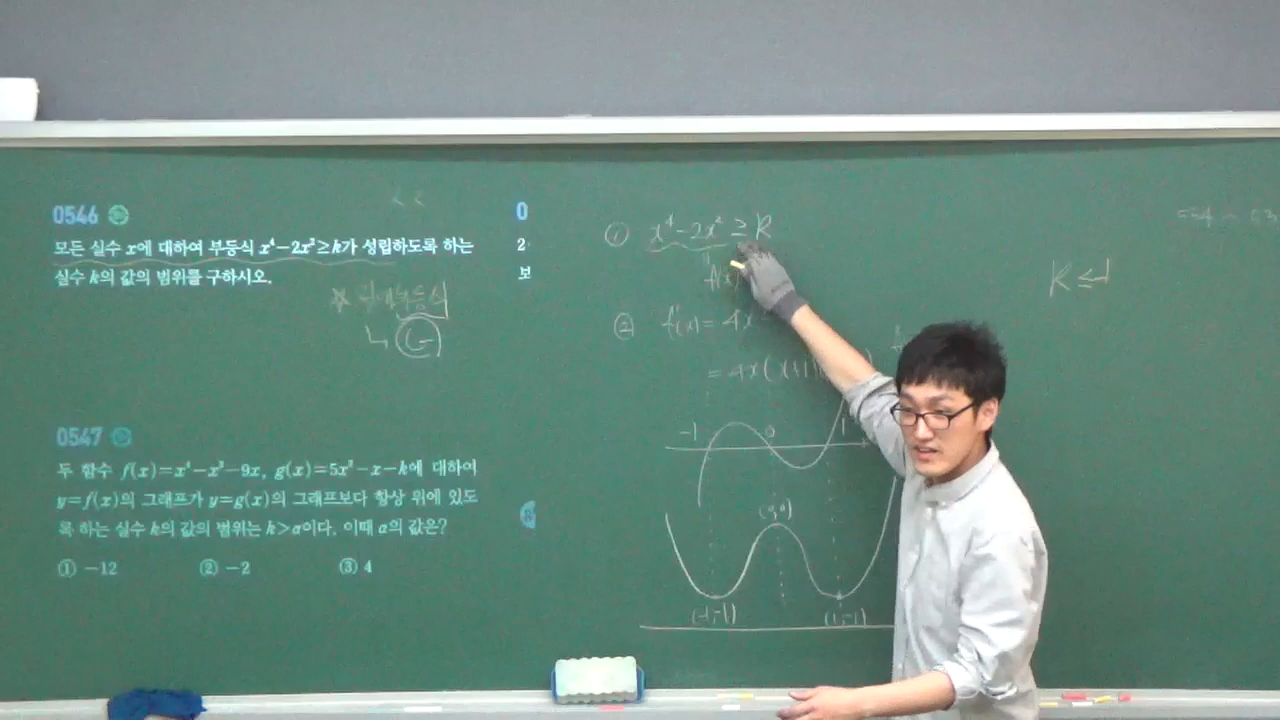 0546
모든 실수 x에 대하여 부등식 x⁴-2x²≥k가 성립하도록 하는
실수 k의 값의 범위를 구하시오.
0547
두 함수 f(x)=x⁴-x³-9x, g(x)=5x³-x-k에 대하여
y=f(x)의 그래프가 y=g(x)의 그래프보다 항상 위에 있도
록 하는 실수 k의 값의 범위는 k>a이다. 이때 a의 값은?
① -12 ② -2 ③ 4
0
2
보
① x⁴-2x²≥k
f(x)
② f'(x)=4x
=4x(x+1)
-1 0 1
(0,0)
(-1,-1) (1,-1)
k≤-1